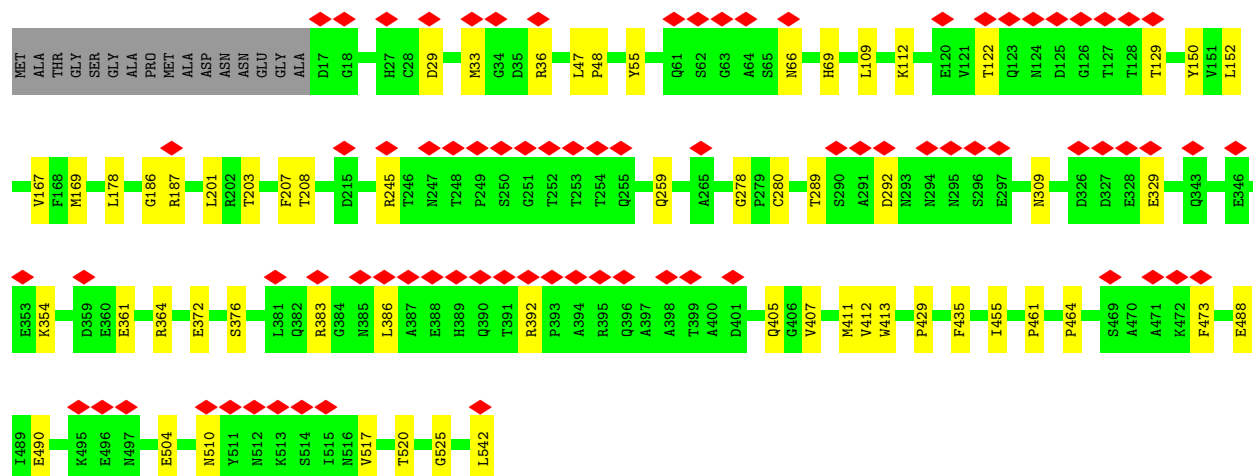 MET ALA THR GLY SER GLY ALA PRO MET ALA ASP ASN ASN GLU GLY ALA D17 G18 H27 C28 D29 M33 G34 D35 R36 L47 P48 Y55 Q61 S62 G63 A64 S65 N66 H69 L109 K112 E120 V121 T122 Q123 N124 D125 G126 T127 T128 T129 Y150 V151 L152
V167 F168 M169 L178 G186 R187 L201 R202 T203 F207 T208 D215 R245 T246 N247 T248 P249 S250 G251 T252 T253 T254 Q255 Q259 A265 G278 P279 C280 T289 S290 A291 D292 N293 N294 N295 S296 E297 N309 D326 D327 E328 E329 Q343 E346
E353 K354 D359 E360 E361 R364 E372 S376 L381 Q382 R383 G384 N385 L386 A387 E388 H389 Q390 T391 R392 P393 A394 R395 Q396 A397 A398 T399 A400 D401 Q405 G406 V407 M411 V412 W413 P429 F435 I455 P461 P464 S469 A470 A471 K472 F473 E488
I489 E490 K495 E496 N497 E504 N510 Y511 N512 K513 S514 I515 N516 V517 T520 G525 L542